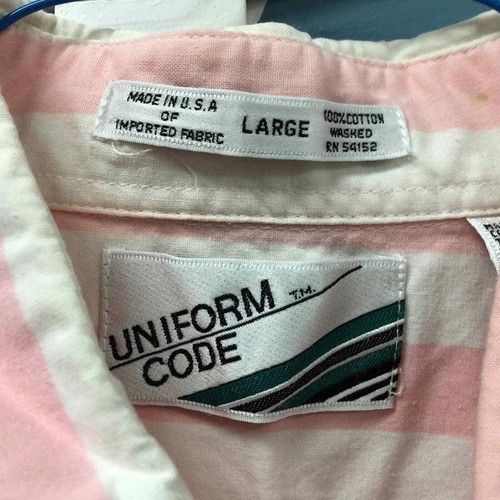 MADE IN U.S.A
OF
IMPORTED FABRIC
LARGE
100% COTTON
WASHED
RN 54152
UNIFORM T.M.
CODE